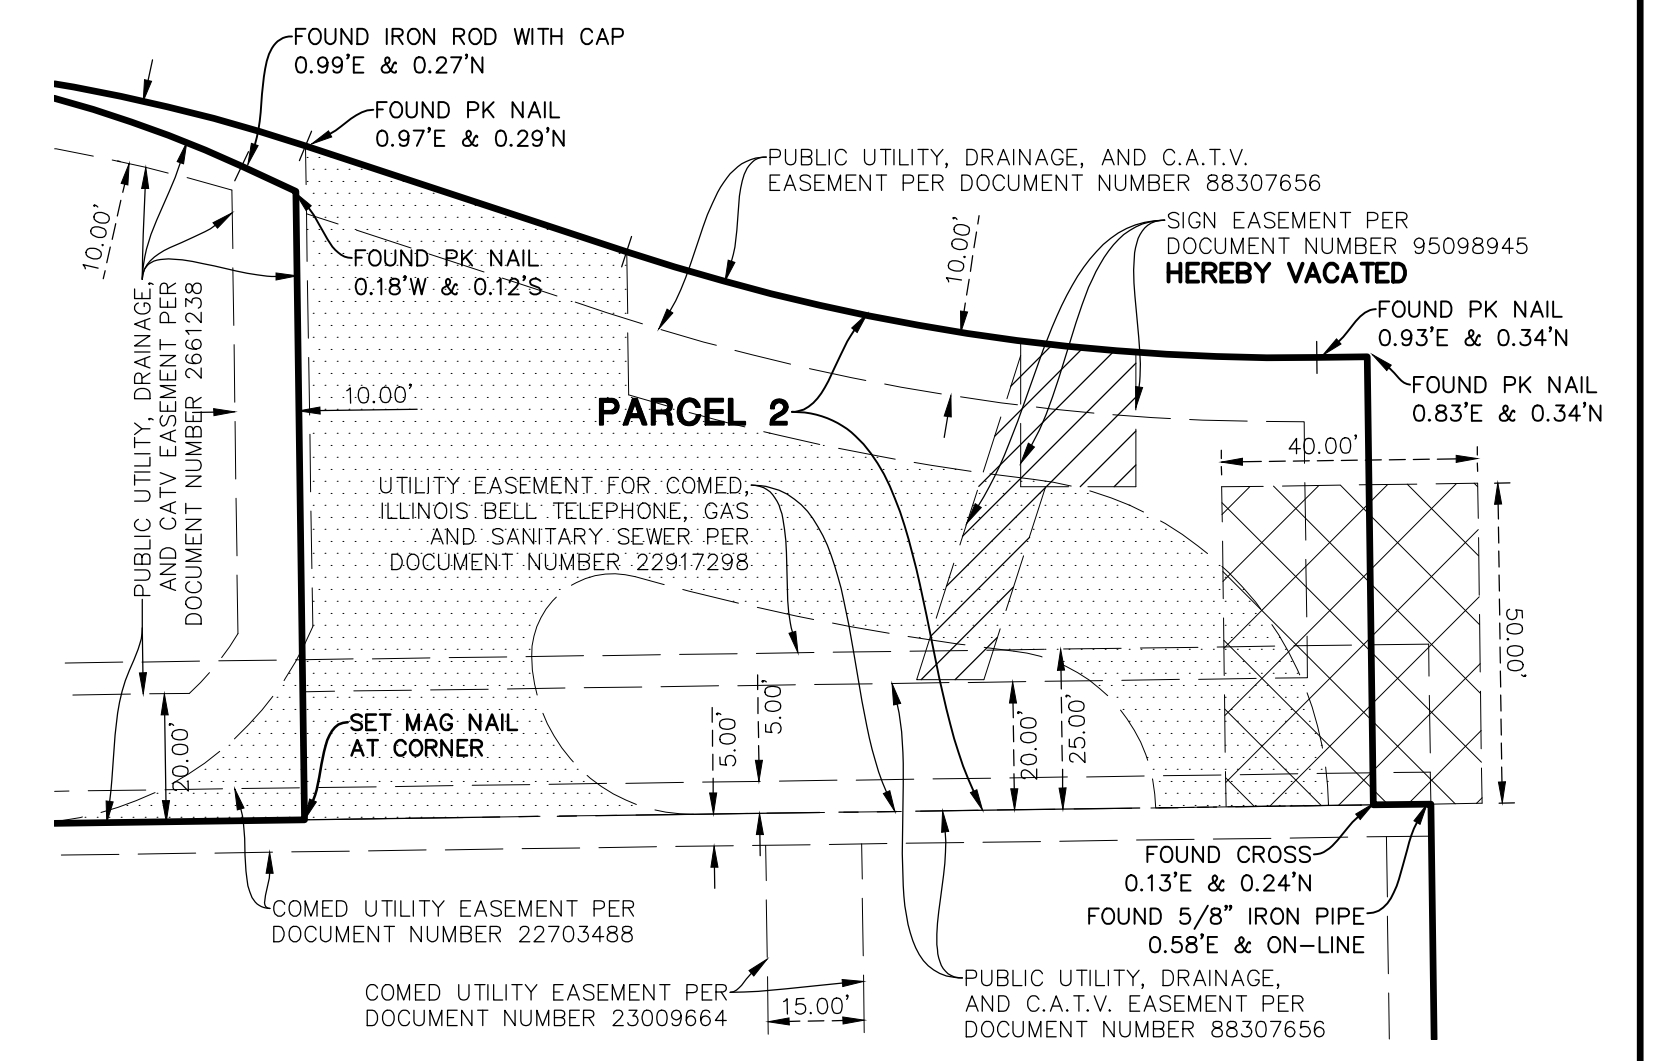 FOUND IRON ROD WITH CAP
0.99'E & 0.27'N
FOUND PK NAIL
0.97'E & 0.29'N
PUBLIC UTILITY, DRAINAGE, AND C.A.T.V.
EASEMENT PER DOCUMENT NUMBER 88307656
SIGN EASEMENT PER
DOCUMENT NUMBER 95098945
HEREBY VACATED
10.00'
10.00'
FOUND PK NAIL
0.18'W & 0.12'S
FOUND PK NAIL
0.93'E & 0.34'N
FOUND PK NAIL
0.83'E & 0.34'N
PUBLIC UTILITY, DRAINAGE,
AND CATV EASEMENT PER
DOCUMENT NUMBER 26661238
10.00'
PARCEL 2
40.00'
UTILITY EASEMENT FOR COMED,
ILLINOIS BELL TELEPHONE, GAS
AND SANITARY SEWER PER
DOCUMENT NUMBER 22917298
50.00'
SET MAG NAIL
AT CORNER
20.00'
5.00'
5.00'
20.00'
25.00'
FOUND CROSS
0.13'E & 0.24'N
FOUND 5/8" IRON PIPE
0.58'E & ON-LINE
COMED UTILITY EASEMENT PER
DOCUMENT NUMBER 22703488
COMED UTILITY EASEMENT PER
DOCUMENT NUMBER 23009664
15.00'
PUBLIC UTILITY, DRAINAGE,
AND C.A.T.V. EASEMENT PER
DOCUMENT NUMBER 88307656